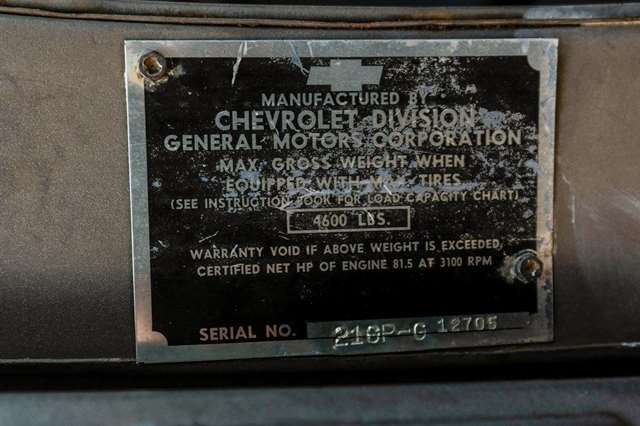 MANUFACTURED BY
CHEVROLET DIVISION
GENERAL MOTORS CORPORATION
MAX. GROSS WEIGHT WHEN
EQUIPPED WITH MAX. TIRES
(SEE INSTRUCTION BOOK FOR LOAD CAPACITY CHART)
4600 LBS.
WARRANTY VOID IF ABOVE WEIGHT IS EXCEEDED
CERTIFIED NET HP OF ENGINE 81.5 AT 3100 RPM
SERIAL NO. 21GP-G 12705